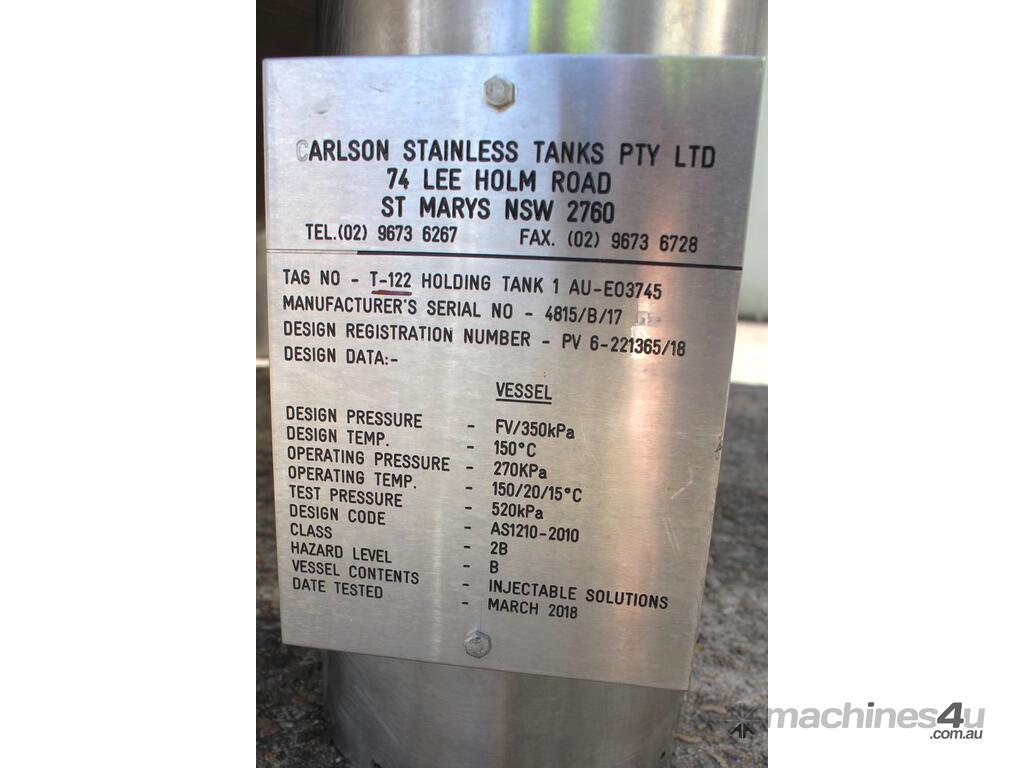 CARLSON STAINLESS TANKS PTY LTD
74 LEE HOLM ROAD
ST MARYS NSW 2760
TEL.(02) 9673 6267 FAX. (02) 9673 6728
TAG NO - T-122 HOLDING TANK 1 AU-E03745
MANUFACTURER'S SERIAL NO - 4815/B/17
DESIGN REGISTRATION NUMBER - PV 6-221365/18
DESIGN DATA:-
VESSEL
DESIGN PRESSURE - FV/350kPa
DESIGN TEMP. - 150°C
OPERATING PRESSURE - 270KPa
OPERATING TEMP. - 150/20/15°C
TEST PRESSURE - 520kPa
DESIGN CODE - AS1210-2010
CLASS - 2B
HAZARD LEVEL - B
VESSEL CONTENTS - INJECTABLE SOLUTIONS
DATE TESTED - MARCH 2018
machines4u
.com.au